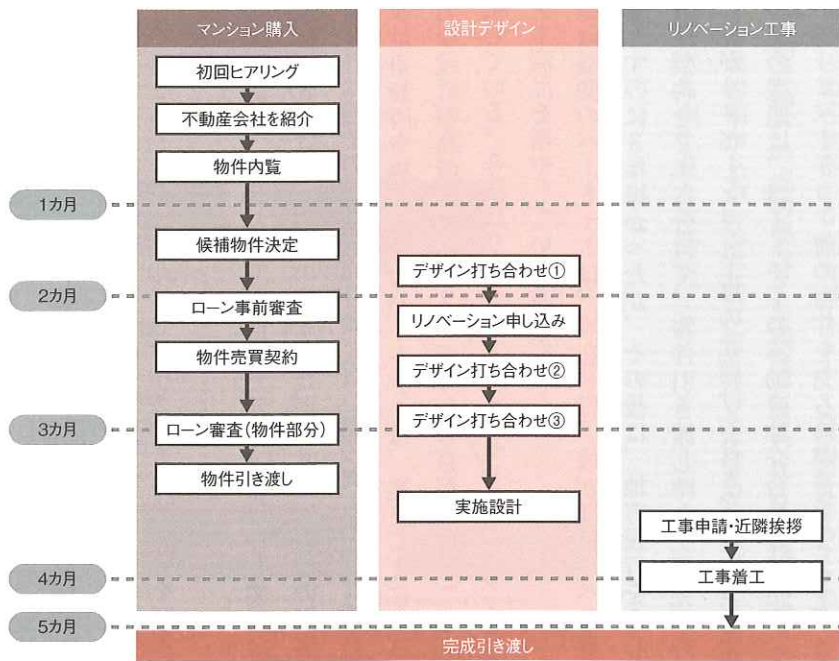 マンション購入
設計デザイン
リノベーション工事
初回ヒアリング
不動産会社を紹介
物件内覧
1カ月
候補物件決定
デザイン打ち合わせ①
2カ月
ローン事前審査
リノベーション申し込み
物件売買契約
デザイン打ち合わせ②
3カ月
ローン審査(物件部分)
デザイン打ち合わせ③
物件引き渡し
実施設計
工事申請・近隣挨拶
4カ月
工事着工
5カ月
完成引き渡し